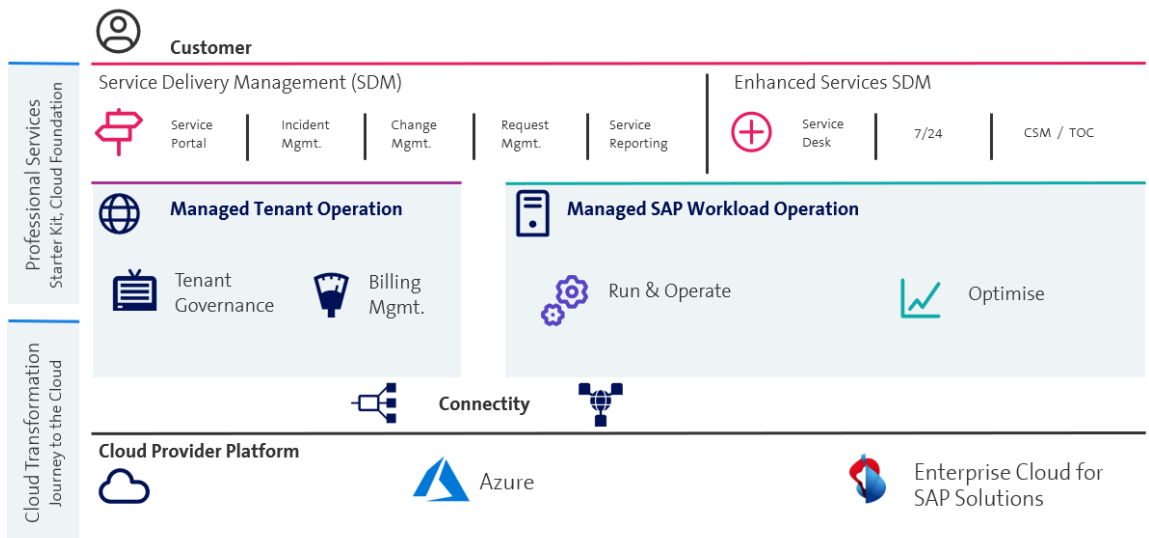 Customer
Professional Services
Starter Kit, Cloud Foundation
Service Delivery Management (SDM)
Enhanced Services SDM
Service
Portal
Incident
Mgmt.
Change
Mgmt.
Request
Mgmt.
Service
Reporting
Service
Desk
7/24
CSM / TOC
Managed Tenant Operation
Managed SAP Workload Operation
Tenant
Governance
Billing
Mgmt.
Run & Operate
Optimise
Cloud Transformation
Journey to the Cloud
Connectity
Cloud Provider Platform
Azure
Enterprise Cloud for
SAP Solutions